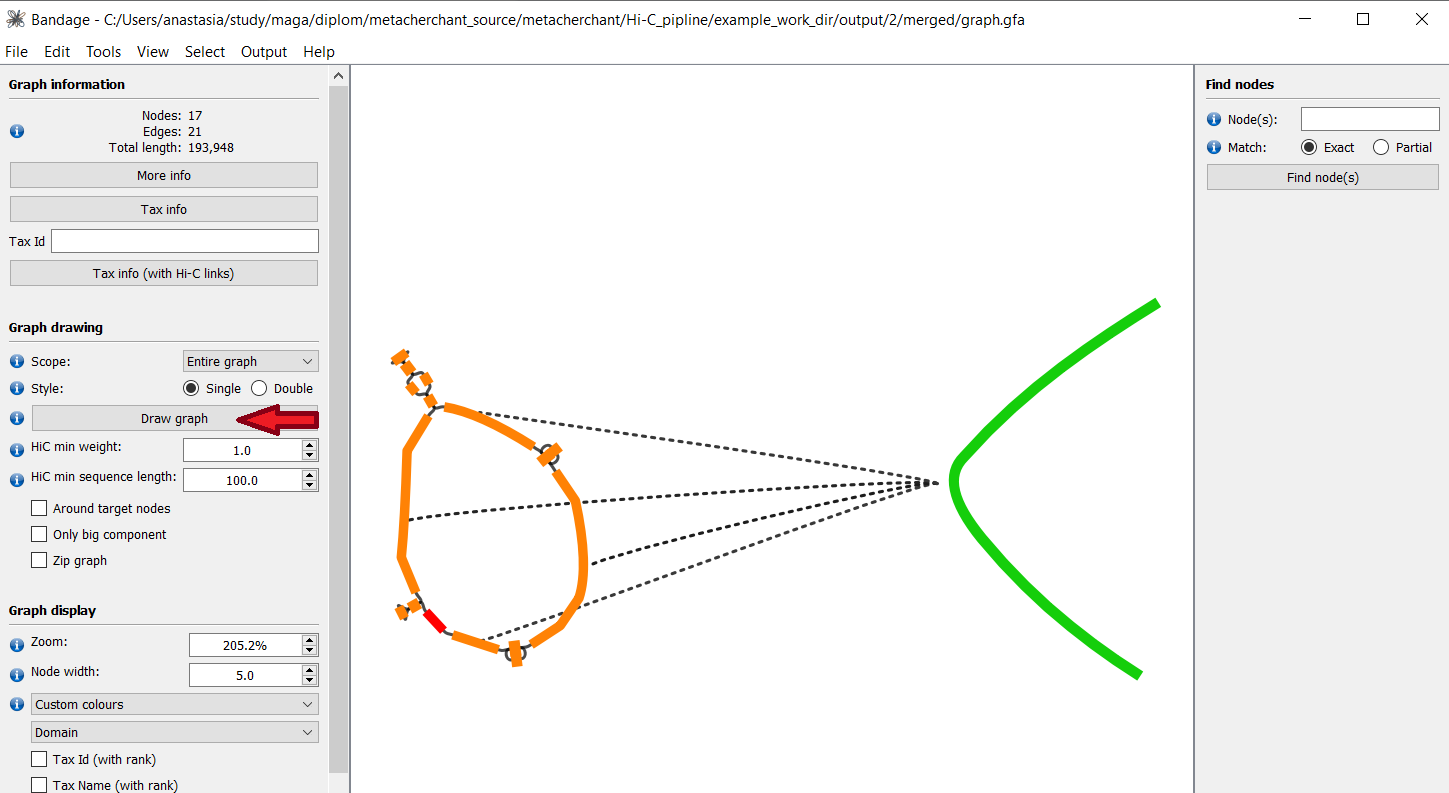 Bandage - C:/Users/anastasia/study/maga/diplom/metacherchant_source/metacherchant/Hi-C_pipline/example_work_dir/output/2/merged/graph.gfa
File Edit Tools View Select Output Help
Graph information
Nodes: 17
Edges: 21
Total length: 193,948
More info
Tax info
Tax Id
Tax info (with Hi-C links)
Graph drawing
Scope: Entire graph
Style: Single Double
Draw graph
HiC min weight: 1.0
HiC min sequence length: 100.0
Around target nodes
Only big component
Zip graph
Graph display
Zoom: 205.2%
Node width: 5.0
Custom colours
Domain
Tax Id (with rank)
Tax Name (with rank)
Find nodes
Node(s):
Match: Exact Partial
Find node(s)